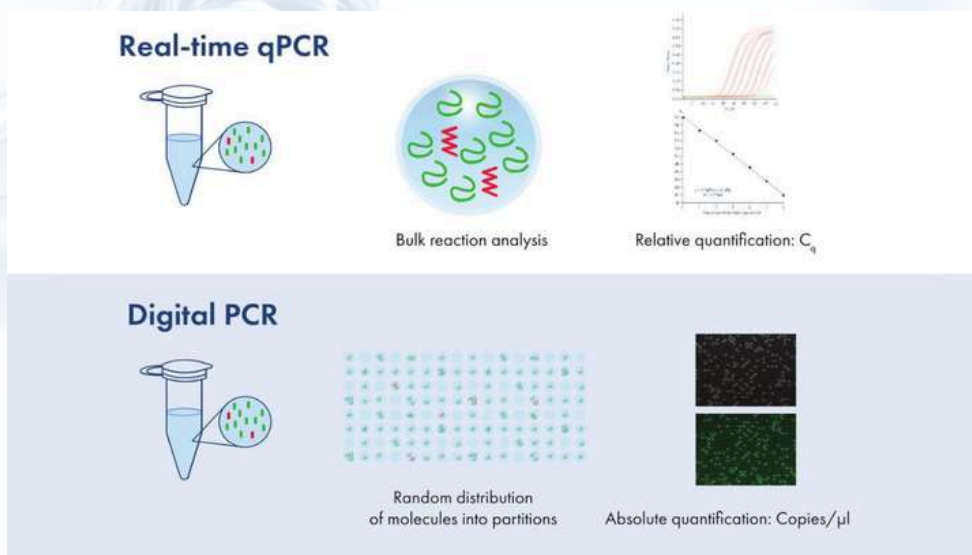 Real-time qPCR
Bulk reaction analysis
Relative quantification: Cq
Digital PCR
Random distribution
of molecules into partitions
Absolute quantification: Copies/µl